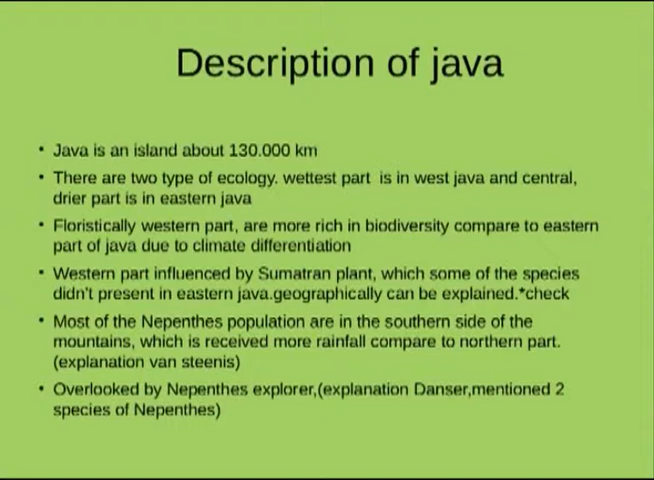 Description of java
• Java is an island about 130.000 km
• There are two type of ecology. wettest part is in west java and central,
drier part is in eastern java
• Floristically western part, are more rich in biodiversity compare to eastern
part of java due to climate differentiation
• Western part influenced by Sumatran plant, which some of the species
didn't present in eastern java.geographically can be explained.*check
• Most of the Nepenthes population are in the southern side of the
mountains, which is received more rainfall compare to northern part.
(explanation van steenis)
• Overlooked by Nepenthes explorer,(explanation Danser,mentioned 2
species of Nepenthes)